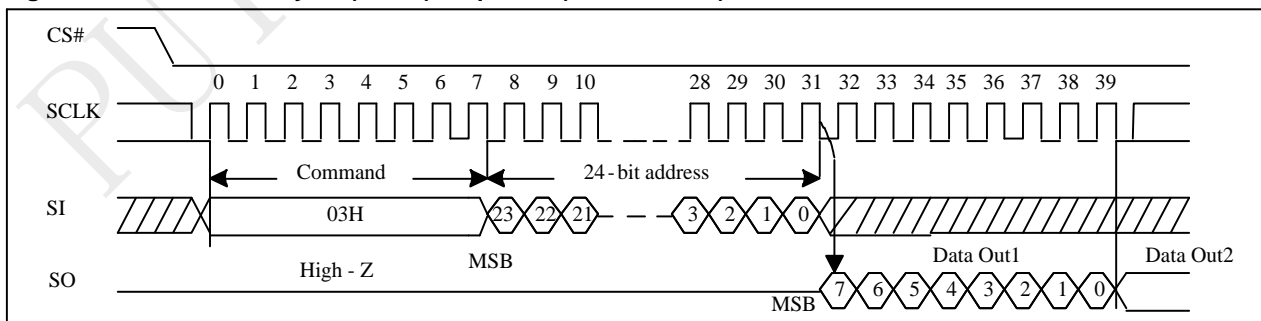 PU
CS#
0 1 2 3 4 5 6 7 8 9 10 28 29 30 31 32 33 34 35 36 37 38 39
SCLK
Command 24-bit address
SI 03H 23 22 21 3 2 1 0
High - Z MSB Data Out1 Data Out2
SO MSB 7 6 5 4 3 2 1 0